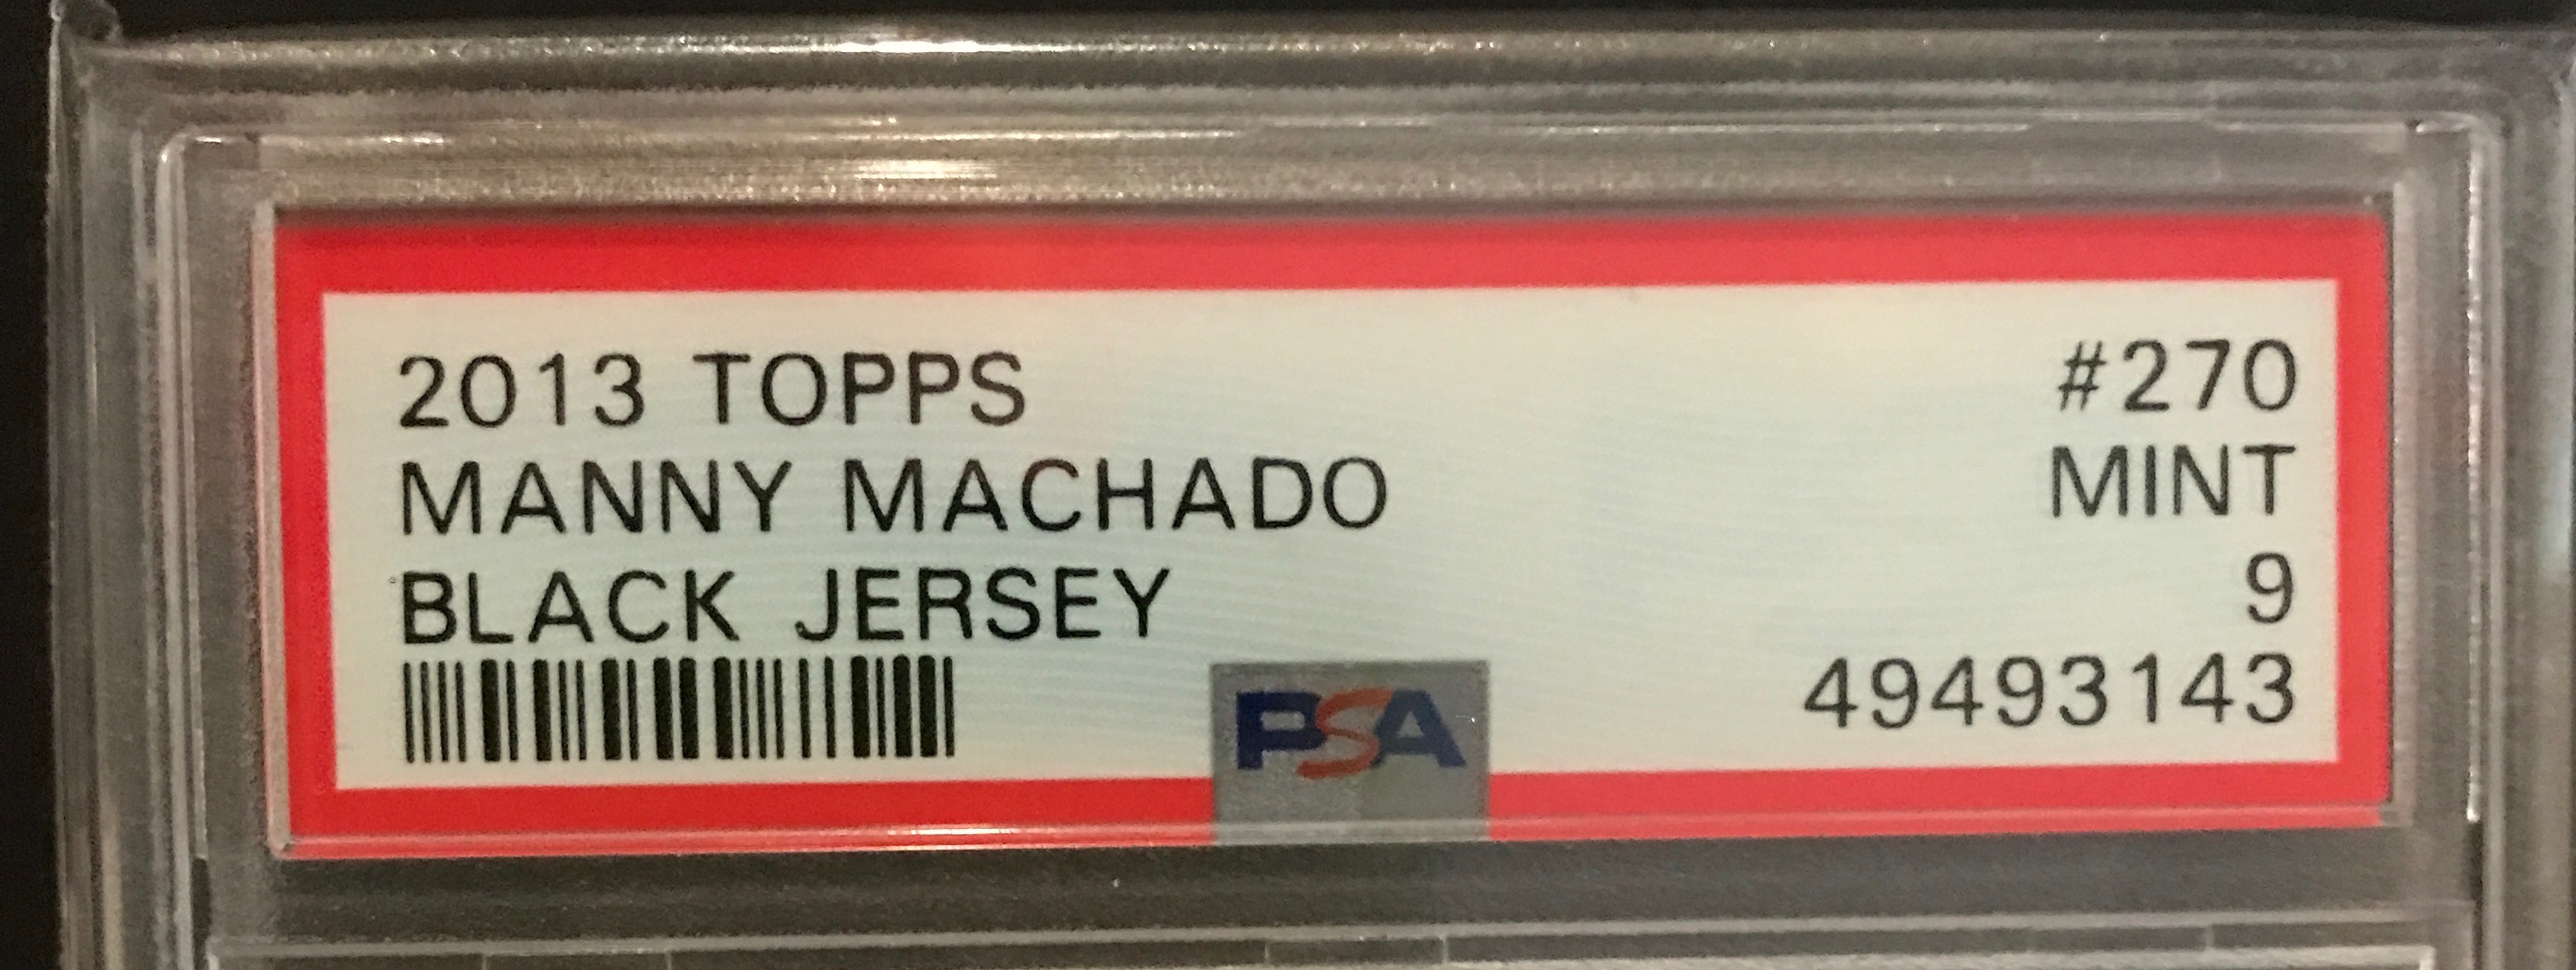 2013 TOPPS #270
MANNY MACHADO MINT
BLACK JERSEY 9
49493143
PSA